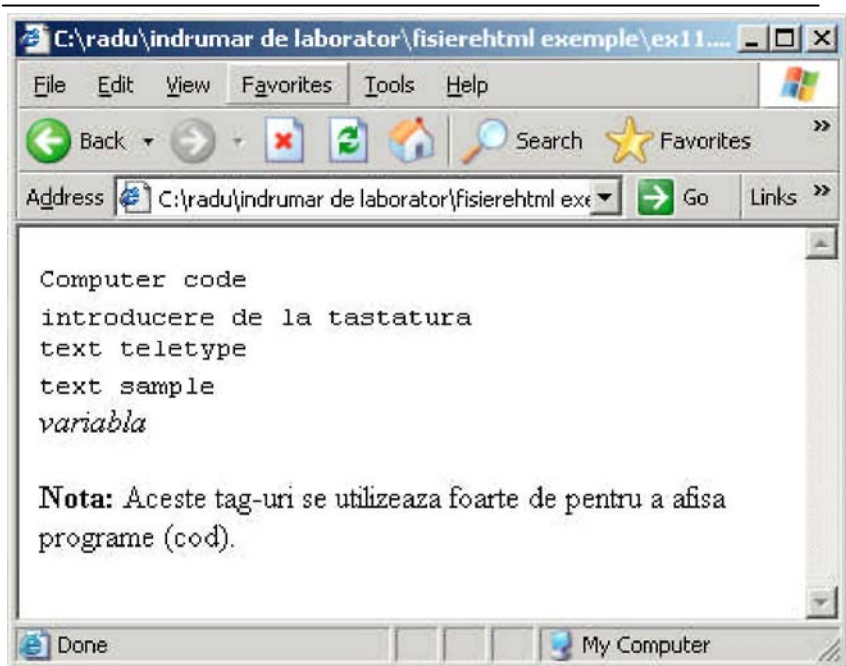 C:\radu\indrumar de laborator\fisierehtml exemple\ex11....
File Edit View Favorites Tools Help
Back Search Favorites »
Address C:\radu\indrumar de laborator\fisierehtml exe Go Links »
Computer code
introducere de la tastatura
text teletype
text sample
variabla
Nota: Aceste tag-uri se utilizeaza foarte de pentru a afisa
programe (cod).
Done My Computer